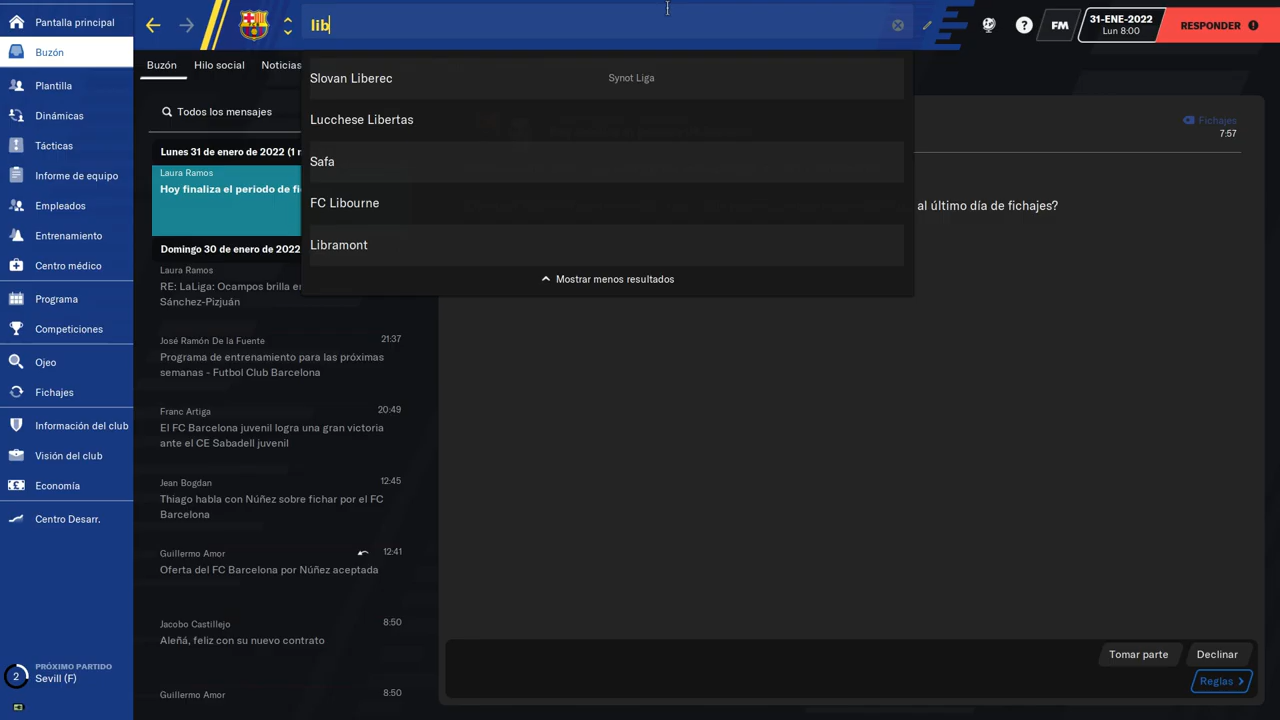 Pantalla principal
Buzón
Plantilla
Dinámicas
Tácticas
Informe de equipo
Empleados
Entrenamiento
Centro médico
Programa
Competiciones
Ojeo
Fichajes
Información del club
Visión del club
Economía
Centro Desarr.
2
PRÓXIMO PARTIDO
Sevill (F)
lib
FM
31-ENE-2022
Lun 8:00
RESPONDER
Buzón
Hilo social
Noticias
Slovan Liberec
Synot Liga
Lucchese Libertas
Safa
FC Libourne
Libramont
Mostrar menos resultados
Todos los mensajes
Lunes 31 de enero de 2022 (1 
Laura Ramos
Hoy finaliza el periodo de fi
Domingo 30 de enero de 2022
Laura Ramos
RE: LaLiga: Ocampos brilla e
Sánchez-Pizjuán
José Ramón De la Fuente
21:37
Programa de entrenamiento para las próximas
semanas - Futbol Club Barcelona
Franc Artiga
20:49
El FC Barcelona juvenil logra una gran victoria
ante el CE Sabadell juvenil
Jean Bogdan
12:45
Thiago habla con Núñez sobre fichar por el FC
Barcelona
Guillermo Amor
12:41
Oferta del FC Barcelona por Núñez aceptada
Jacobo Castillejo
8:50
Aleñá, feliz con su nuevo contrato
Guillermo Amor
8:50
Fichajes
7:57
al último día de fichajes?
Tomar parte
Declinar
Reglas